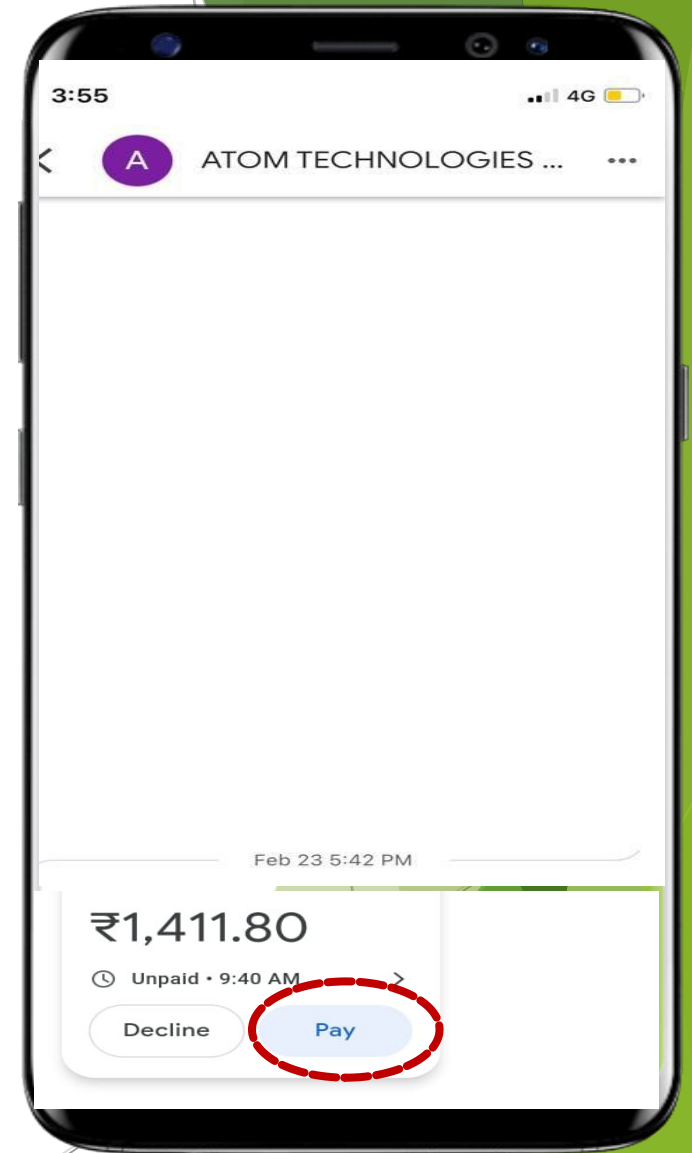 3:55
4G
A
ATOM TECHNOLOGIES ...
Feb 23 5:42 PM
₹1,411.80
Unpaid • 9:40 AM
Decline
Pay